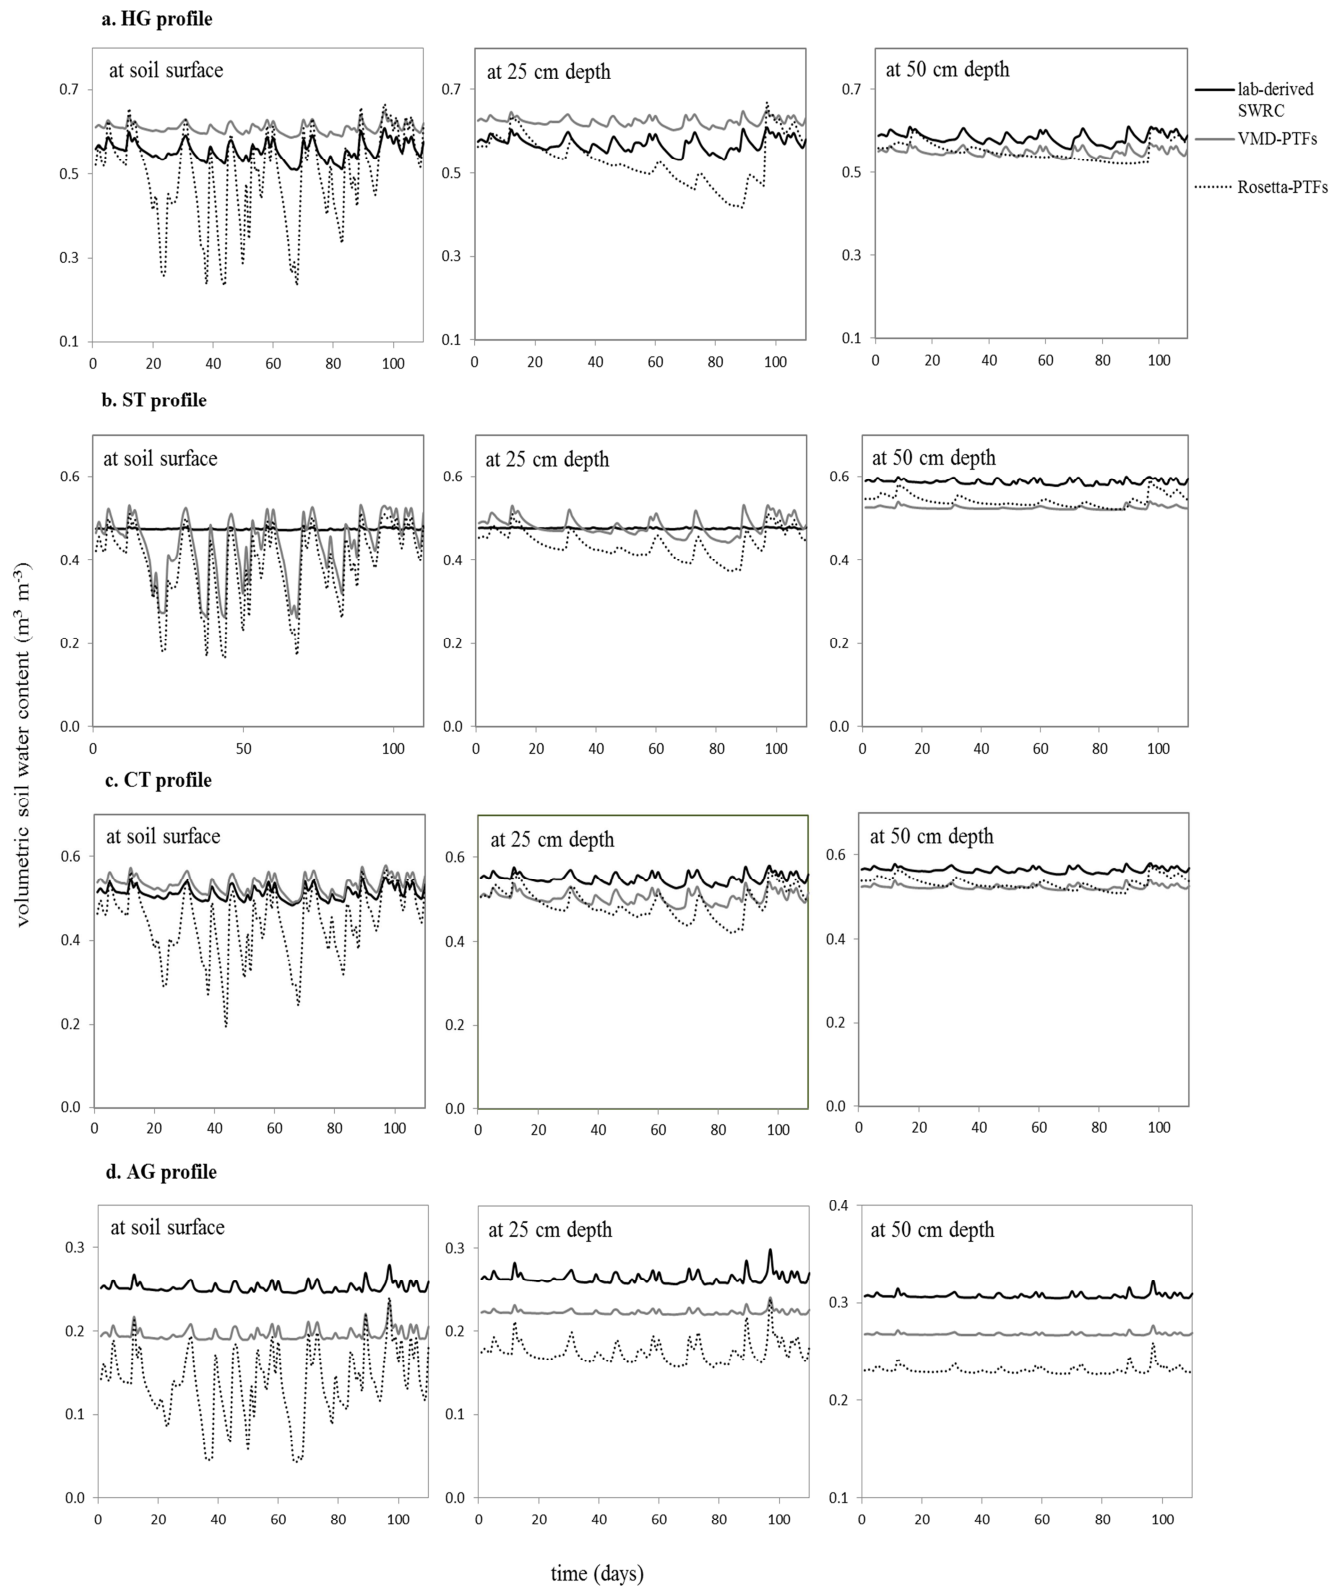 a. HG profile
at soil surface
0.7
0.5
0.3
0.1
0 20 40 60 80 100
at 25 cm depth
0.7
0.5
0.3
0.1
0 20 40 60 80 100
at 50 cm depth
0.7
0.5
0.3
0.1
0 20 40 60 80 100
lab-derived
SWRC
VMD-PTFs
Rosetta-PTFs
b. ST profile
at soil surface
0.6
0.4
0.2
0.0
0 50 100
at 25 cm depth
0.6
0.4
0.2
0.0
0 20 40 60 80 100
at 50 cm depth
0.6
0.4
0.2
0.0
0 20 40 60 80 100
volumetric soil water content (m³ m⁻³)
c. CT profile
at soil surface
0.6
0.4
0.2
0.0
0 20 40 60 80 100
at 25 cm depth
0.6
0.4
0.2
0.0
0 20 40 60 80 100
at 50 cm depth
0.6
0.4
0.2
0.0
0 20 40 60 80 100
d. AG profile
at soil surface
0.3
0.2
0.1
0.0
0 20 40 60 80 100
at 25 cm depth
0.3
0.2
0.1
0.0
0 20 40 60 80 100
at 50 cm depth
0.4
0.3
0.2
0.1
0 20 40 60 80 100
time (days)